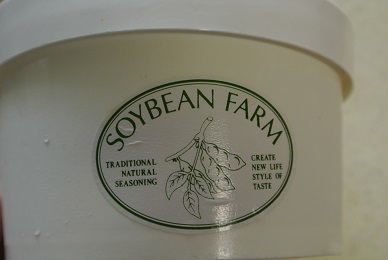 SOYBEAN FARM
TRADITIONAL
NATURAL
SEASONING
CREATE
NEW LIFE
STYLE OF
TASTE